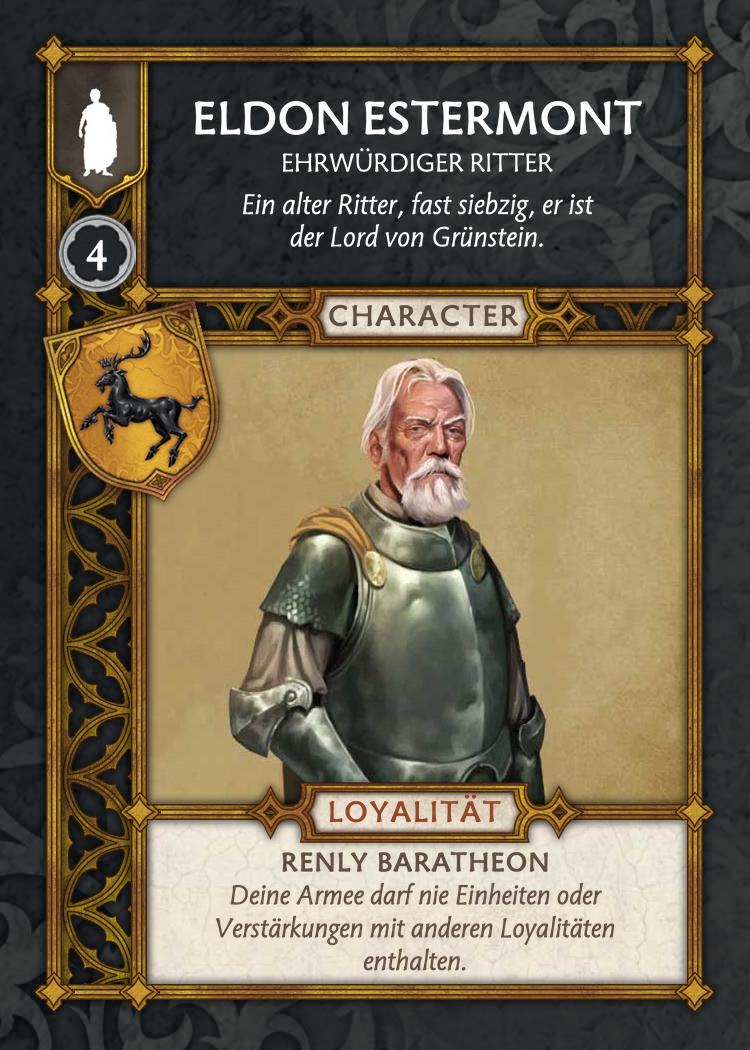 ELDON ESTERMONT
EHRWÜRDIGER RITTER
Ein alter Ritter, fast siebzig, er ist
der Lord von Grünstein.
4
CHARACTER
LOYALITÄT
RENLY BARATHEON
Deine Armee darf nie Einheiten oder
Verstärkungen mit anderen Loyalitäten
enthalten.